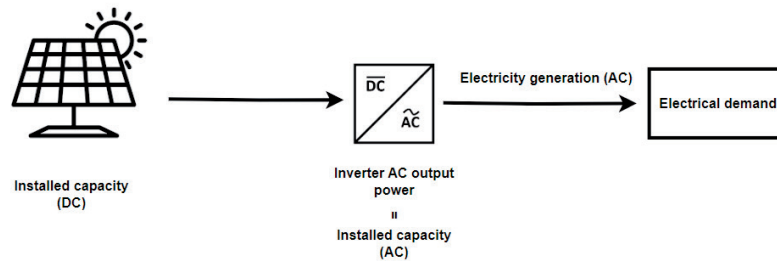 Electricity generation (AC)
DC
AC
Electrical demand
Inverter AC output
power
=
Installed capacity
(AC)
Installed capacity
(DC)